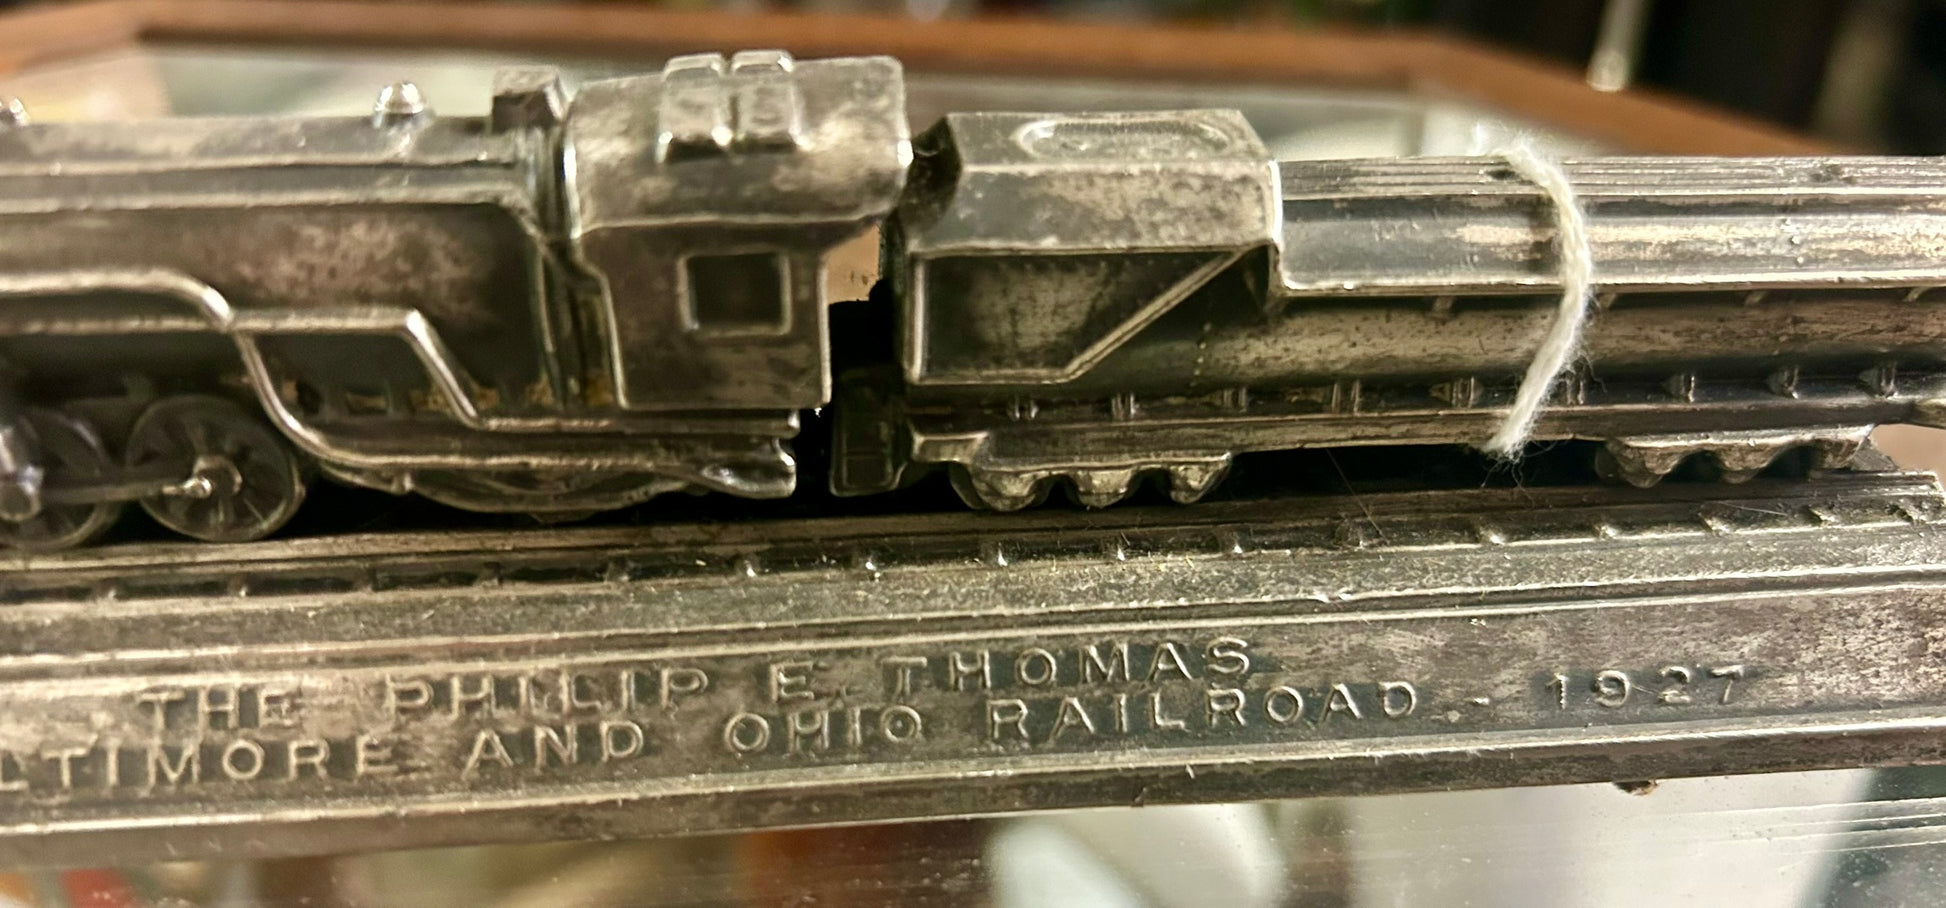 THE PHILIP E. THOMAS
LTIMORE AND OHIO RAILROAD - 1927